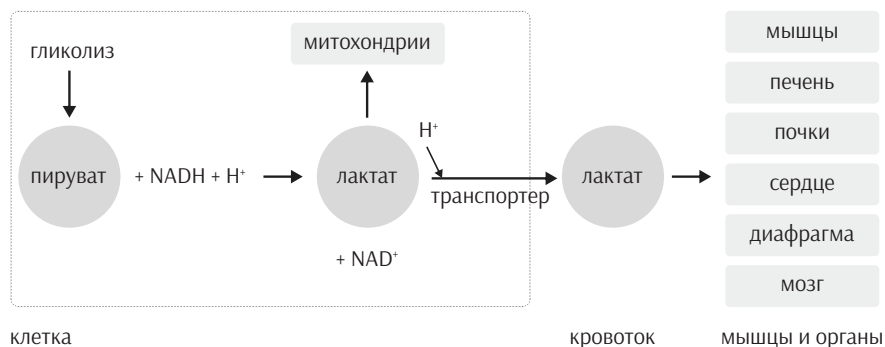 гликолиз
митохондрии
пируват
+ NADH + H⁺
лактат
+ NAD⁺
H⁺
транспортер
лактат
мышцы
печень
почки
сердце
диафрагма
мозг
клетка
кровоток
мышцы и органы